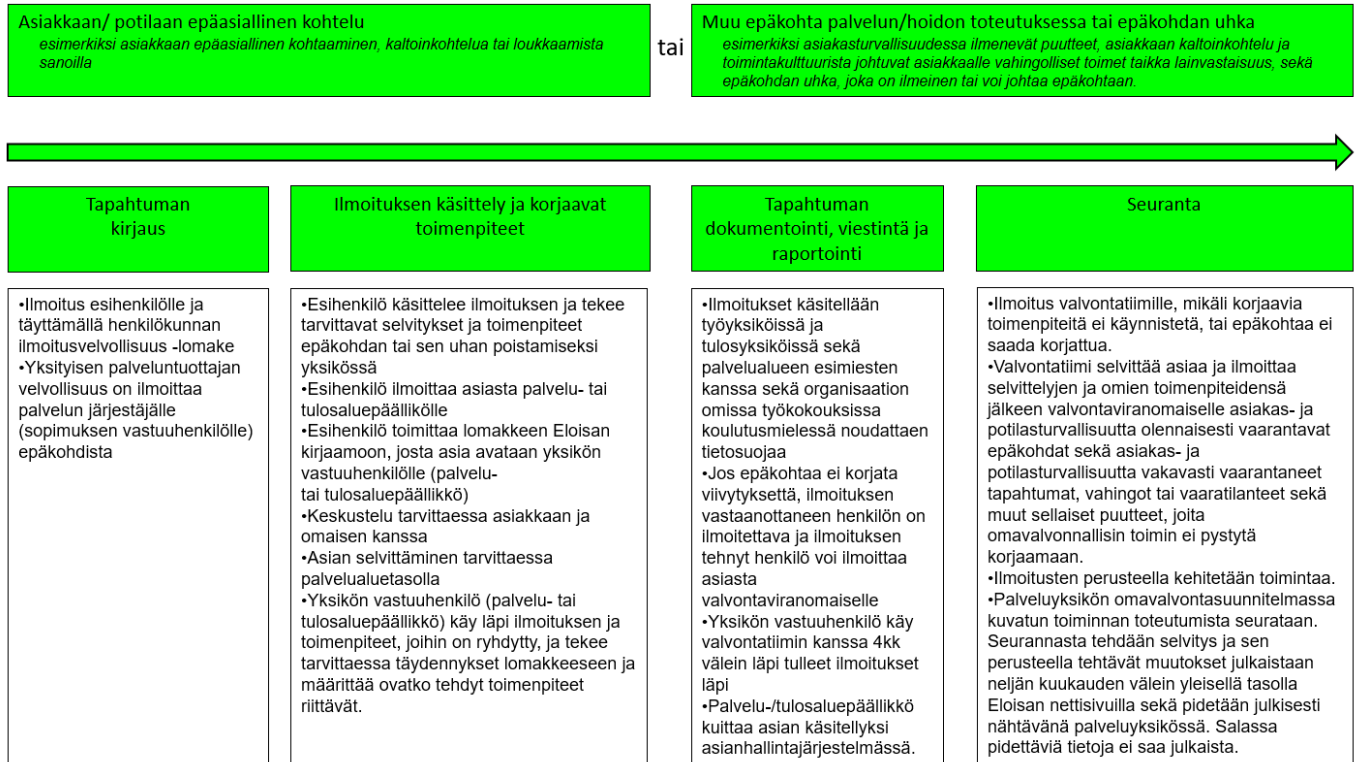 Asiakkaan/ potilaan epäasiallinen kohtelu
esimerkiksi asiakkaan epäasiallinen kohtaaminen, kaltoinkohtelua tai loukkaamista
sanoilla
tai
Muu epäkohta palvelun/hoidon toteutuksessa tai epäkohdan uhka
esimerkiksi asiakasturvallisuudessa ilmenevät puutteet, asiakkaan kaltoinkohtelu ja
toimintakulttuurista johtuvat asiakkaalle vahingolliset toimet taikka lainvastaisuus, sekä
epäkohdan uhka, joka on ilmeinen tai voi johtaa epäkohtaan.
Tapahtuman
kirjaus
•Ilmoitus esihenkilölle ja
täyttämällä henkilökunnan
ilmoitusvelvollisuus -lomake
•Yksityisen palveluntuottajan
velvollisuus on ilmoittaa
palvelun järjestäjälle
(sopimuksen vastuuhenkilölle)
epäkohdista
Ilmoituksen käsittely ja korjaavat
toimenpiteet
•Esihenkilö käsittelee ilmoituksen ja tekee
tarvittavat selvitykset ja toimenpiteet
epäkohdan tai sen uhan poistamiseksi
yksikössä
•Esihenkilö ilmoittaa asiasta palvelu- tai
tulosaluepäällikölle
•Esihenkilö toimittaa lomakkeen Eloisan
kirjaamoon, josta asia avataan yksikön
vastuuhenkilölle (palvelu-
tai tulosaluepäällikkö)
•Keskustelu tarvittaessa asiakkaan ja
omaisen kanssa
•Asian selvittäminen tarvittaessa
palvelualuetasolla
•Yksikön vastuuhenkilö (palvelu- tai
tulosaluepäällikkö) käy läpi ilmoituksen ja
toimenpiteet, joihin on ryhdytty, ja tekee
tarvittaessa täydennykset lomakkeeseen ja
määrittää ovatko tehdyt toimenpiteet
riittävät.
Tapahtuman
dokumentointi, viestintä ja
raportointi
•Ilmoitukset käsitellään
työyksiköissä ja
tulosyksiköissä sekä
palvelualueen esimiesten
kanssa sekä organisaation
omissa työkokouksissa
koulutusmielessä noudattaen
tietosuojaa
•Jos epäkohtaa ei korjata
viivytyksettä, ilmoituksen
vastaanottaneen henkilön on
ilmoitettava ja ilmoituksen
tehnyt henkilö voi ilmoittaa
asiasta
valvontaviranomaiselle
•Yksikön vastuuhenkilö käy
valvontatiimin kanssa 4kk
välein läpi tulleet ilmoitukset
läpi
•Palvelu-/tulosaluepäällikkö
kuittaa asian käsitellyksi
asianhallintajärjestelmässä.
Seuranta
•Ilmoitus valvontatiimille, mikäli korjaavia
toimenpiteitä ei käynnistetä, tai epäkohtaa ei
saada korjattua.
•Valvontatiimi selvittää asiaa ja ilmoittaa
selvittelyjen ja omien toimenpiteidensä
jälkeen valvontaviranomaiselle asiakas- ja
potilasturvallisuutta olennaisesti vaarantavat
epäkohdat sekä asiakas- ja
potilasturvallisuutta vakavasti vaarantaneet
tapahtumat, vahingot tai vaaratilanteet sekä
muut sellaiset puutteet, joita
omavalvonnallisin toimin ei pystytä
korjaamaan.
•Ilmoitusten perusteella kehitetään toimintaa.
•Palveluyksikön omavalvontasuunnitelmassa
kuvatun toiminnan toteutumista seurataan.
Seurannasta tehdään selvitys ja sen
perusteella tehtävät muutokset julkaistaan
neljän kuukauden välein yleisellä tasolla
Eloisan nettisivuilla sekä pidetään julkisesti
nähtävänä palveluyksikössä. Salassa
pidettäviä tietoja ei saa julkaista.